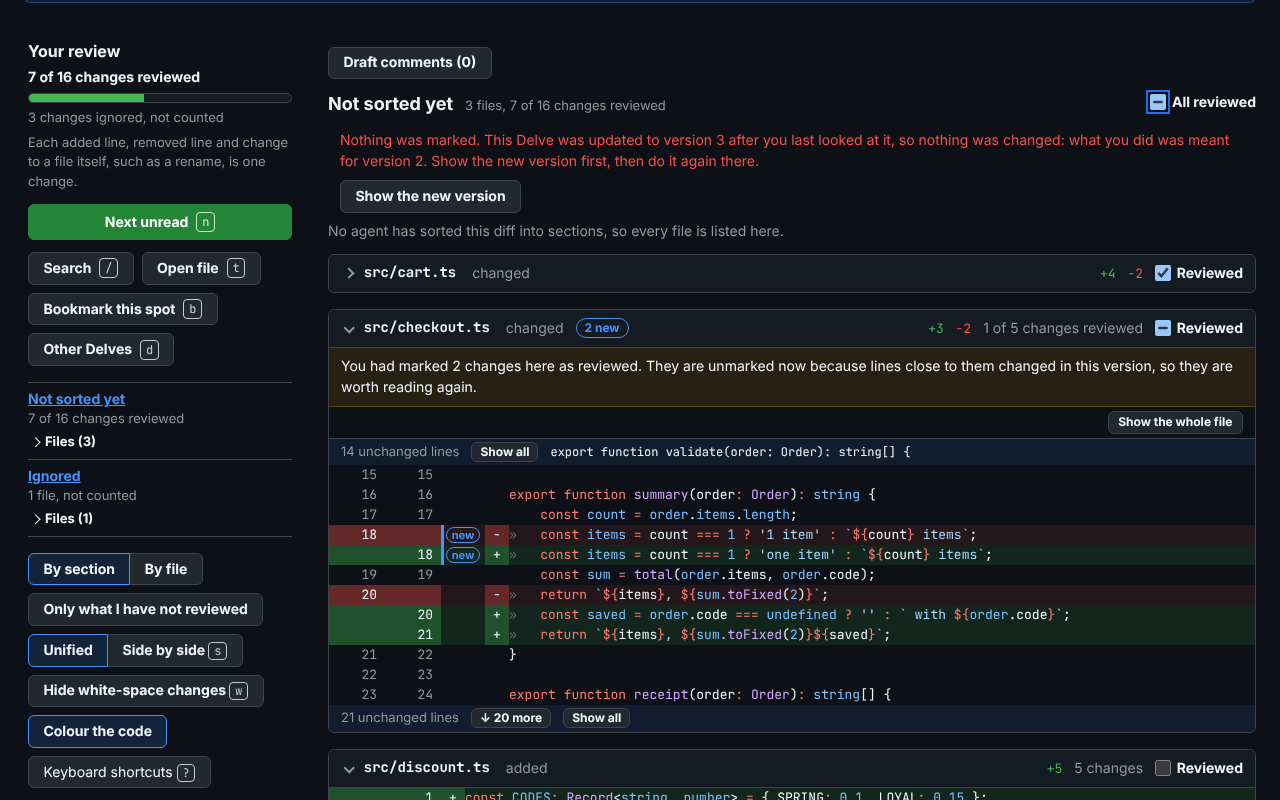 Your review
7 of 16 changes reviewed
3 changes ignored, not counted
Each added line, removed line and change
to a file itself, such as a rename, is one
change.
Next unread n
Search /
Open file t
Bookmark this spot b
Other Delves d
Not sorted yet
7 of 16 changes reviewed
Files (3)
Ignored
1 file, not counted
Files (1)
By section
By file
Only what I have not reviewed
Unified
Side by side s
Hide white-space changes w
Colour the code
Keyboard shortcuts ?
Draft comments (0)
Not sorted yet 3 files, 7 of 16 changes reviewed
All reviewed
Nothing was marked. This Delve was updated to version 3 after you last looked at it, so nothing was changed: what you did was meant
for version 2. Show the new version first, then do it again there.
Show the new version
No agent has sorted this diff into sections, so every file is listed here.
src/cart.ts changed +4 -2 Reviewed
src/checkout.ts changed 2 new +3 -2 1 of 5 changes reviewed Reviewed
You had marked 2 changes here as reviewed. They are unmarked now because lines close to them changed in this version, so they are
worth reading again.
Show the whole file
14 unchanged lines Show all export function validate(order: Order): string[] {
15 15
16 16 export function summary(order: Order): string {
17 17 const count = order.items.length;
18 new - » const items = count === 1 ? '1 item' : `${count} items`;
18 new + » const items = count === 1 ? 'one item' : `${count} items`;
19 19 const sum = total(order.items, order.code);
20 - » return `${items}, ${sum.toFixed(2)}`;
20 + » const saved = order.code === undefined ? '' : ` with ${order.code}`;
21 + » return `${items}, ${sum.toFixed(2)}${saved}`;
21 22 }
22 23
23 24 export function receipt(order: Order): string[] {
21 unchanged lines ↓ 20 more Show all
src/discount.ts added +5 5 changes Reviewed
1 + const CODES: Record<string, number> = { SPRING: 0.1, LOYAL: 0.15 };